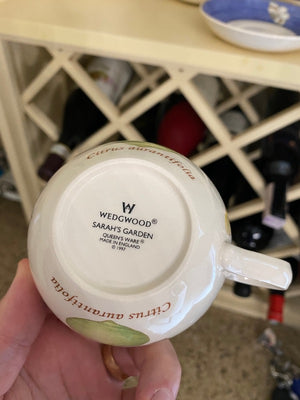 Citrus aurantifolia
W
WEDGWOOD®
SARAH'S GARDEN
QUEEN'S WARE®
MADE IN ENGLAND
© 1997
Citrus aurantifolia